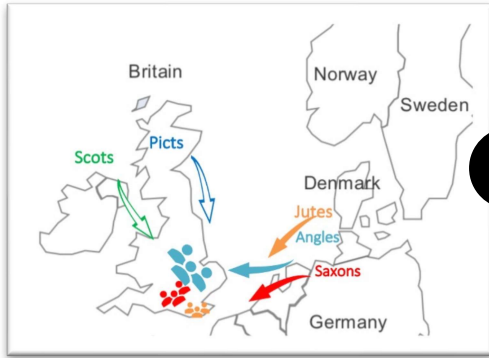 Britain
Norway
Sweden
Picts
Scots
Denmark
Jutes
Angles
Saxons
Germany